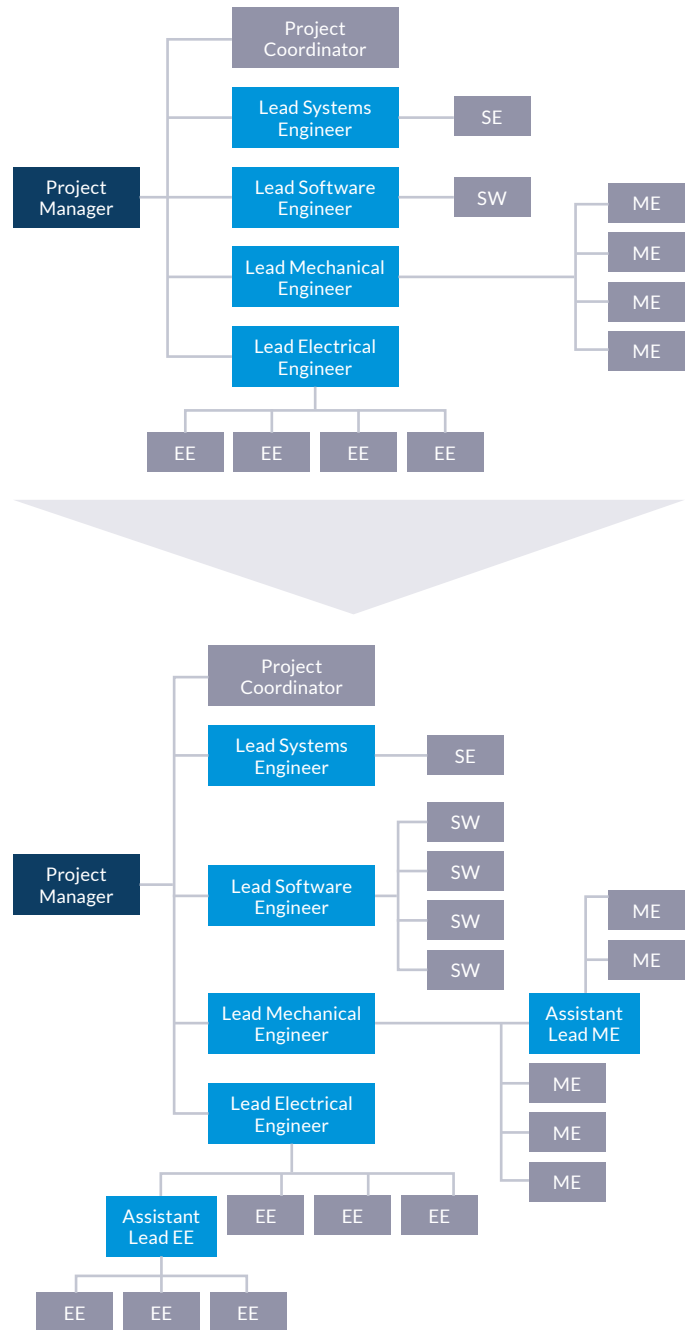 Project
Coordinator
Lead Systems
Engineer
SE
Project
Manager
Lead Software
Engineer
SW
ME
ME
ME
ME
Lead Mechanical
Engineer
Lead Electrical
Engineer
EE
EE
EE
EE
Project
Coordinator
Lead Systems
Engineer
SE
Project
Manager
Lead Software
Engineer
SW
SW
SW
SW
ME
ME
Lead Mechanical
Engineer
Assistant
Lead ME
ME
ME
ME
Lead Electrical
Engineer
Assistant
Lead EE
EE
EE
EE
EE
EE
EE